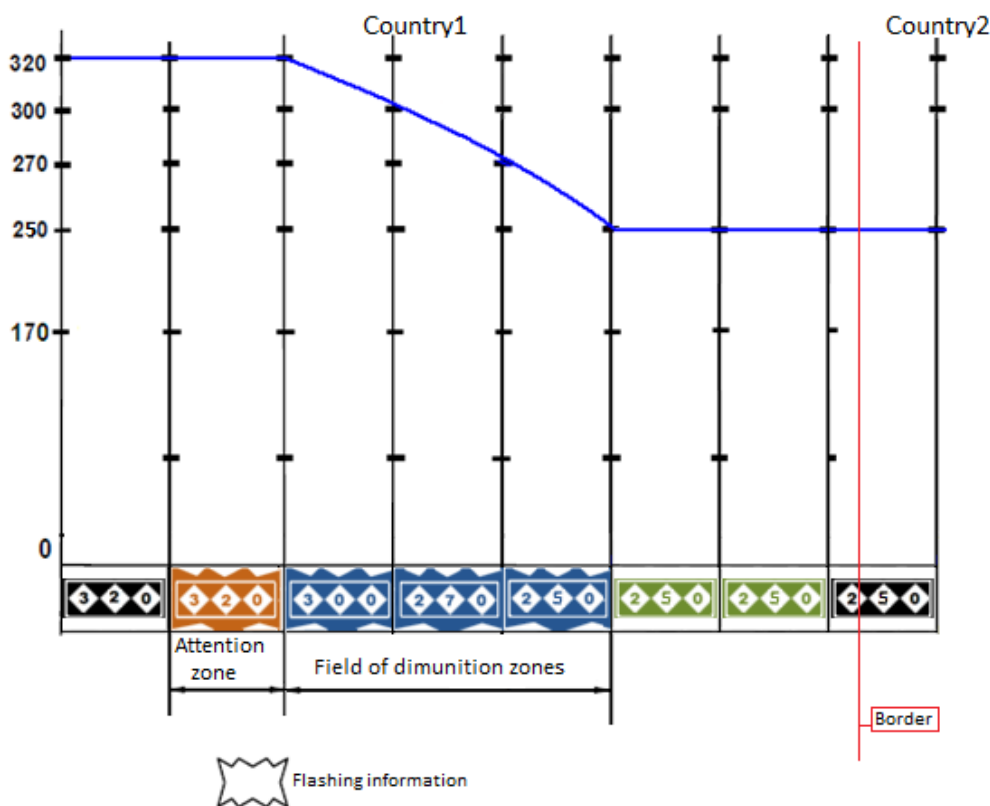 Country1
Country2
320
300
270
250
170
0
320
320
300
270
250
250
250
250
Attention
zone
Field of dimunition zones
Border
Flashing information